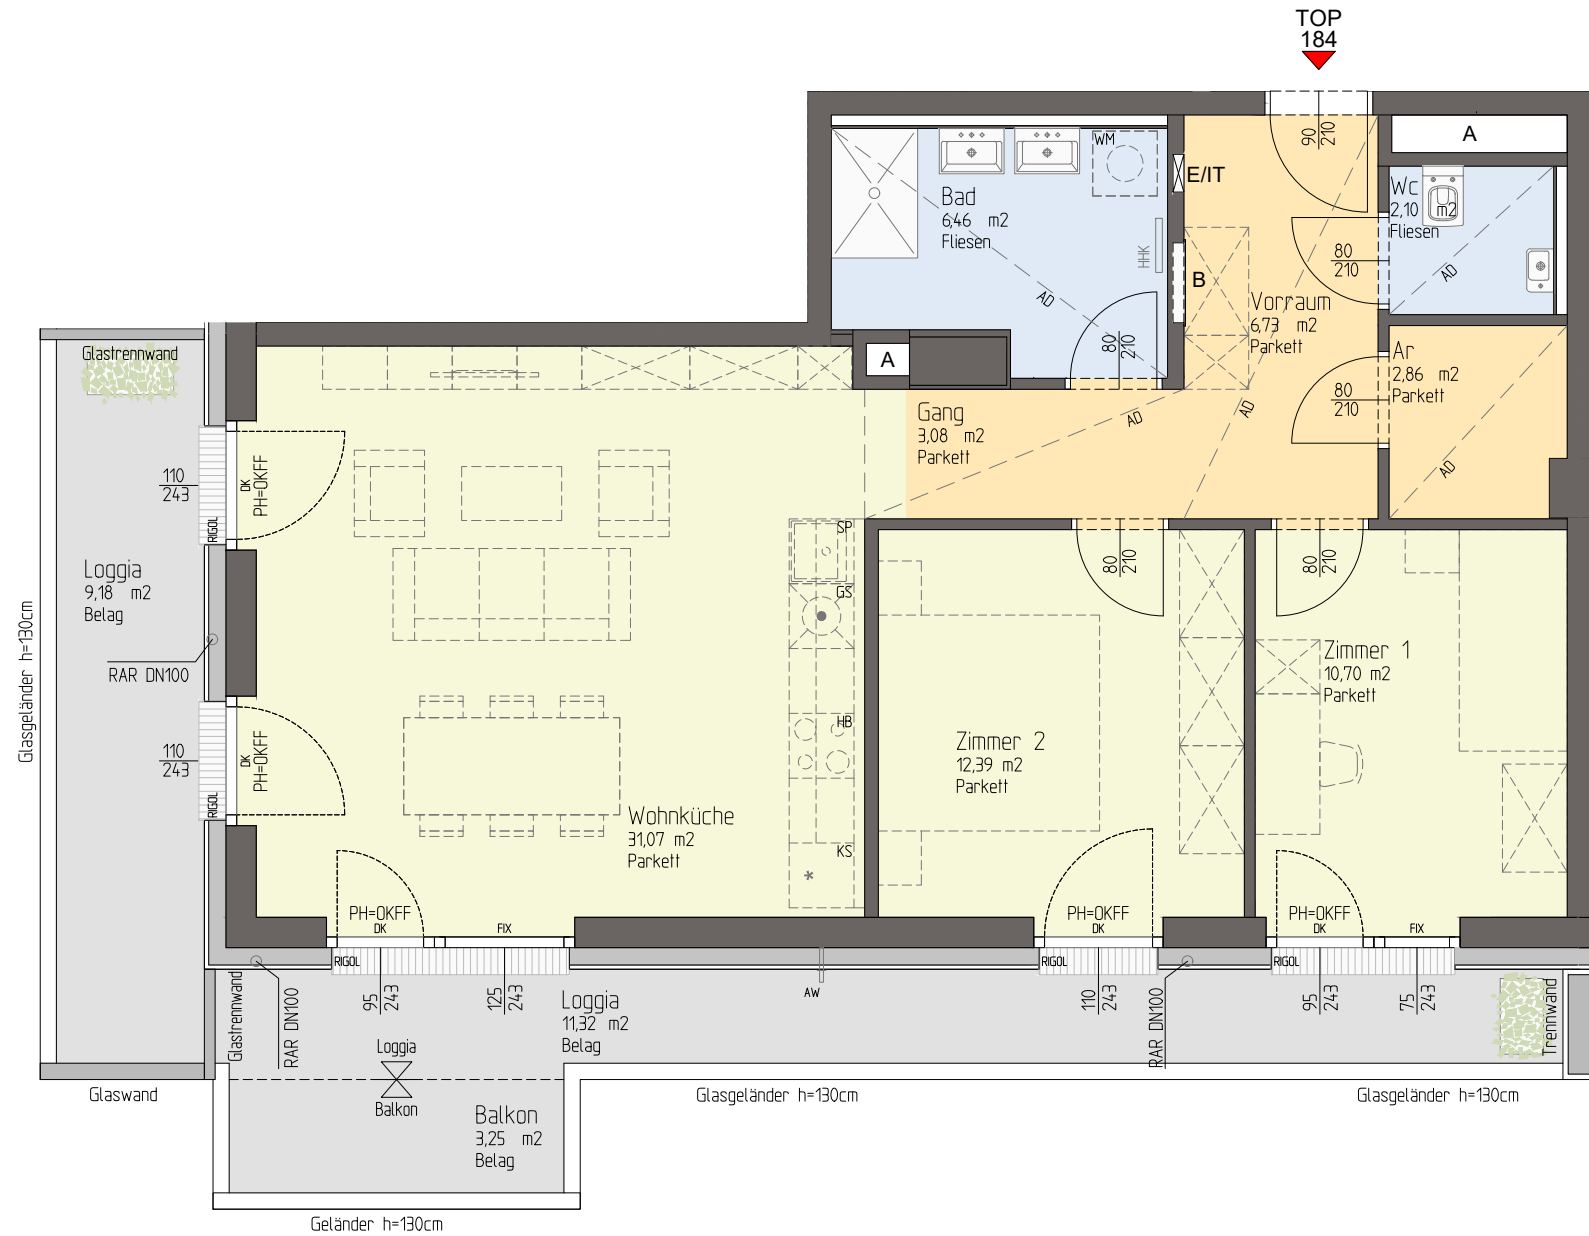 TOP
184
90
210
A
WM
E/IT
Bad
6,46 m2
Fliesen
HHK
AD
B
Wc
2,10 m2
Fliesen
AD
80
210
Vorraum
6,73 m2
Parkett
80
210
Ar
2,86 m2
Parkett
AD
80
210
A
Gang
3,08 m2
Parkett
AD
AD
Glastrennwand
110
243
RIGOL
DK
PH=OKFF
Loggia
9,18 m2
Belag
Glasgeländer h=130cm
RAR DN100
110
243
RIGOL
DK
PH=OKFF
SP
GS
HB
KS
*
Wohnküche
31,07 m2
Parkett
80
210
Zimmer 2
12,39 m2
Parkett
80
210
Zimmer 1
10,70 m2
Parkett
PH=OKFF
DK
FIX
PH=OKFF
DK
PH=OKFF
DK
FIX
RIGOL
RIGOL
RIGOL
Glastrennwand
RAR DN100
95
243
125
243
Loggia
11,32 m2
Belag
AW
110
243
RAR DN100
95
243
75
243
Trennwand
Loggia
Balkon
Glaswand
Balkon
3,25 m2
Belag
Glasgeländer h=130cm
Glasgeländer h=130cm
Geländer h=130cm